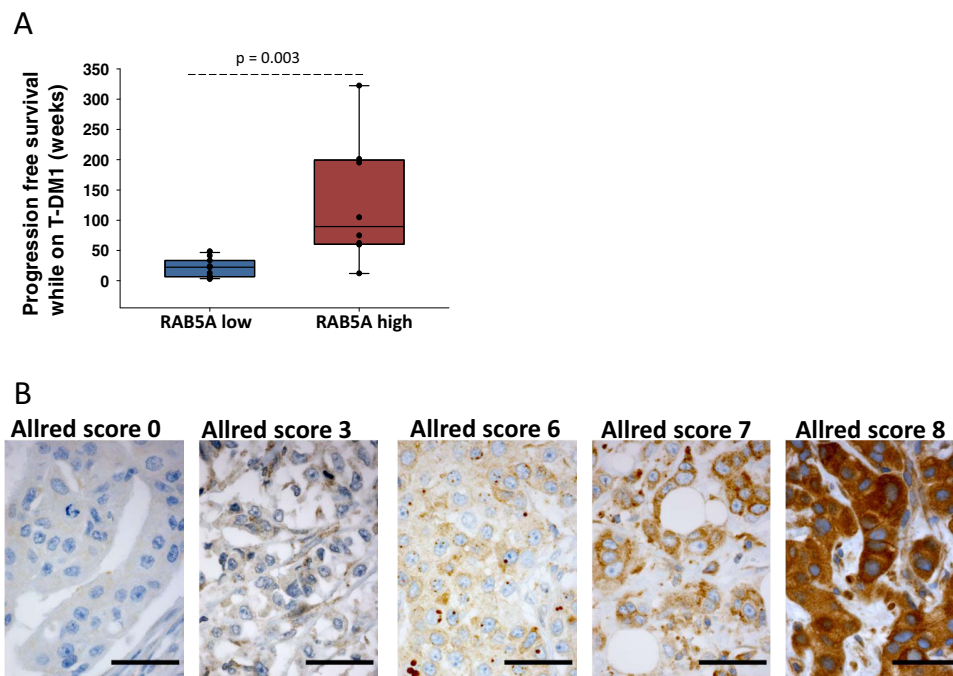 A
p = 0.003
Progression free survival
while on T-DM1 (weeks)
350
300
200
150
100
50
0
RAB5A low
RAB5A high
B
Allred score 0
Allred score 3
Allred score 6
Allred score 7
Allred score 8